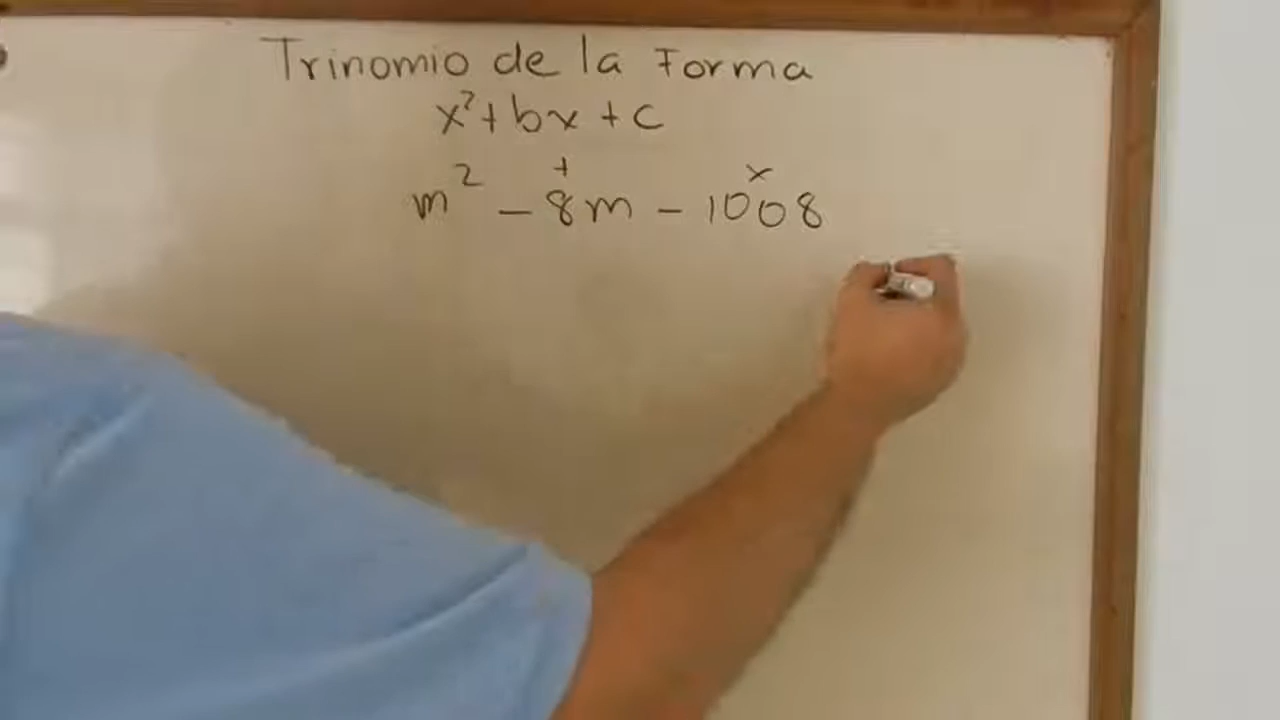 Trinomio de la Forma
x²+bx+c
+ x
m² - 8m - 1008